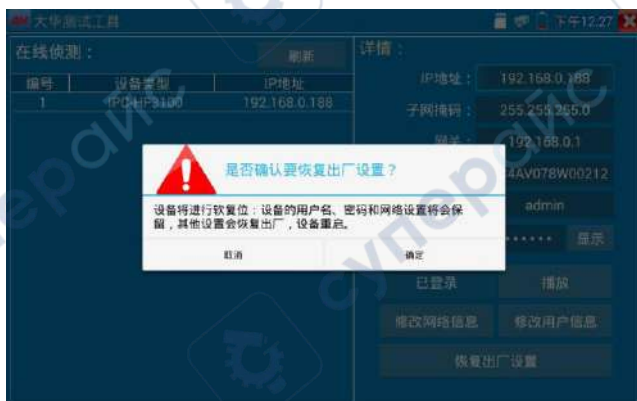 大华测试工具
下午12:27
在线侦测：
刷新
编号
设备类型
IP地址
1
IPC-HF3100
192.168.0.188
详情：
IP地址：
192.168.0.188
子网掩码：
255.255.255.0
网关：
192.168.0.1
4AV078W00212
admin
显示
已登录
播放
修改网络信息
修改用户信息
恢复出厂设置
是否确认要恢复出厂设置？
设备将进行软复位：设备的用户名、密码和网络设置将会保
留，其他设置会恢复出厂，设备重启。
取消
确定
суперайс